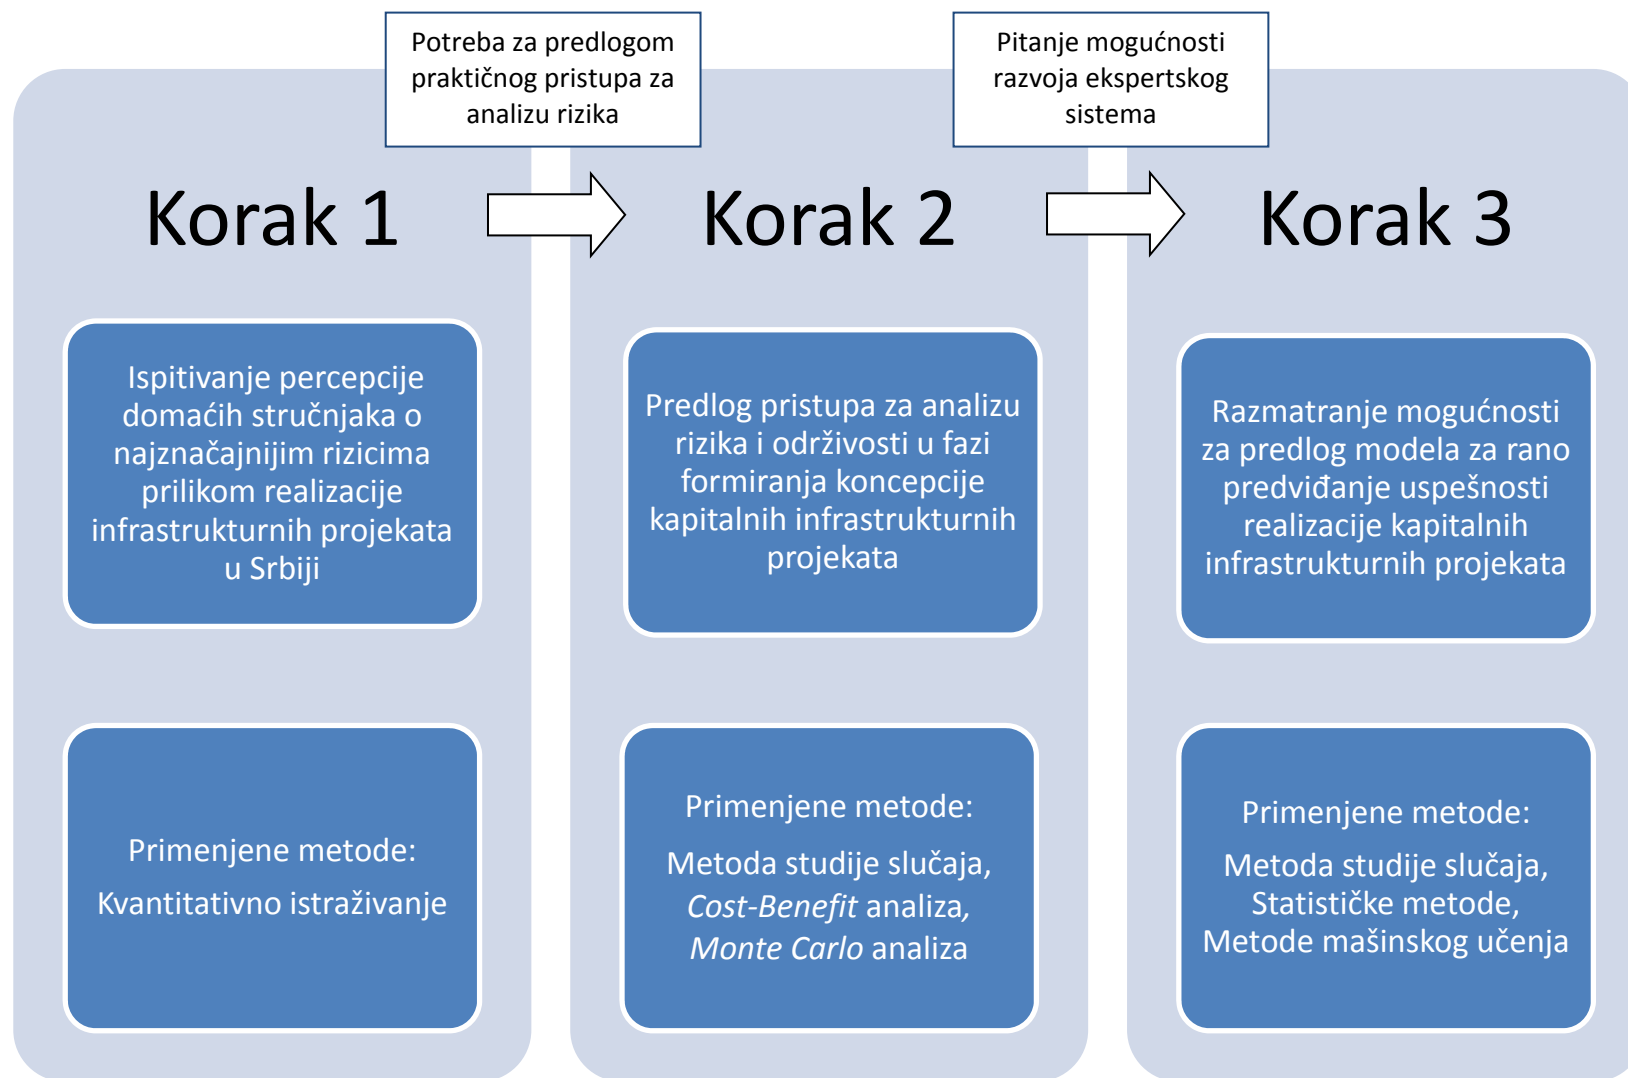 Potreba za predlogom
praktičnog pristupa za
analizu rizika
Pitanje mogućnosti
razvoja ekspertskog
sistema
Korak 1
Korak 2
Korak 3
Ispitivanje percepcije
domaćih stručnjaka o
najznačajnijim rizicima
prilikom realizacije
infrastrukturnih projekata
u Srbiji
Predlog pristupa za analizu
rizika i održivosti u fazi
formiranja koncepcije
kapitalnih infrastrukturnih
projekata
Razmatranje mogućnosti
za predlog modela za rano
predviđanje uspešnosti
realizacije kapitalnih
infrastrukturnih projekata
Primenjene metode:
Kvantitativno istraživanje
Primenjene metode:
Metoda studije slučaja,
Cost-Benefit analiza,
Monte Carlo analiza
Primenjene metode:
Metoda studije slučaja,
Statističke metode,
Metode mašinskog učenja